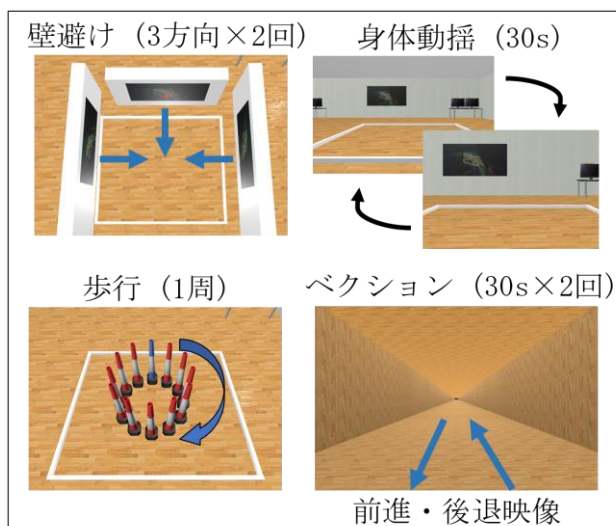 壁避け（3方向×2回）
身体動揺（30s）
歩行（1周）
ベクション（30s×2回）
前進・後退映像